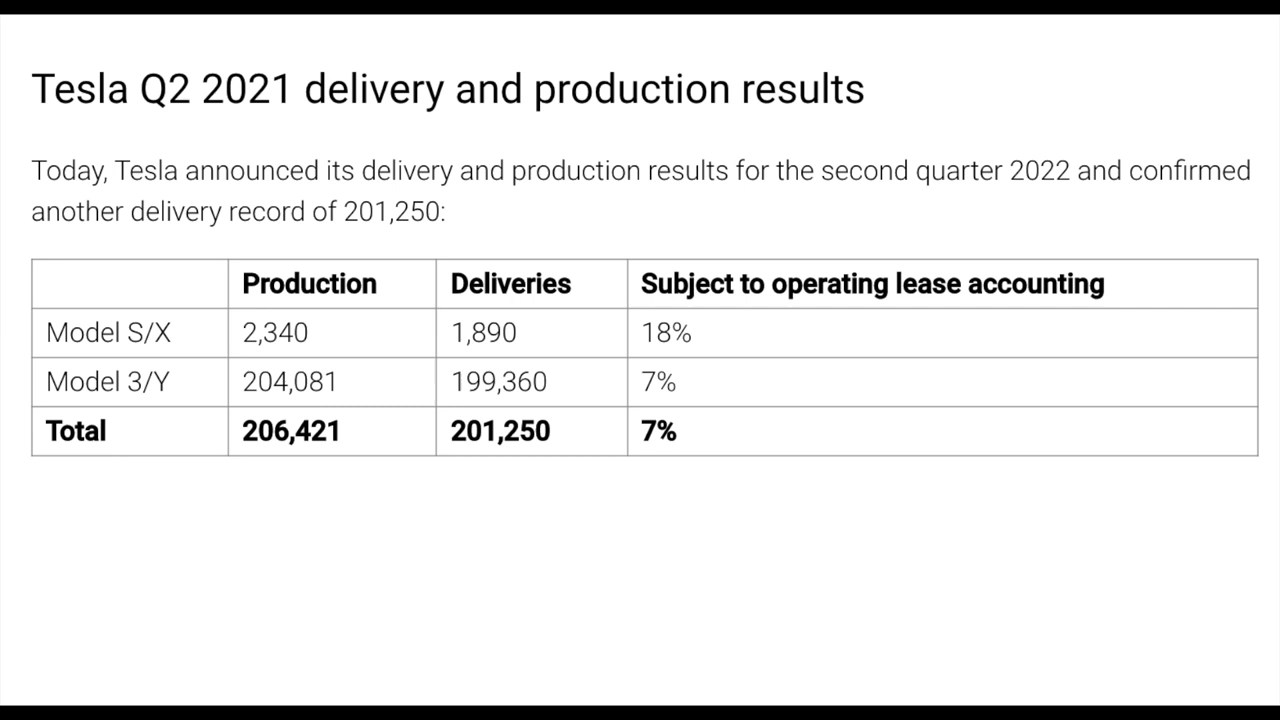 Tesla Q2 2021 delivery and production results
Today, Tesla announced its delivery and production results for the second quarter 2022 and confirmed
another delivery record of 201,250:
Production Deliveries Subject to operating lease accounting
Model S/X 2,340 1,890 18%
Model 3/Y 204,081 199,360 7%
Total 206,421 201,250 7%